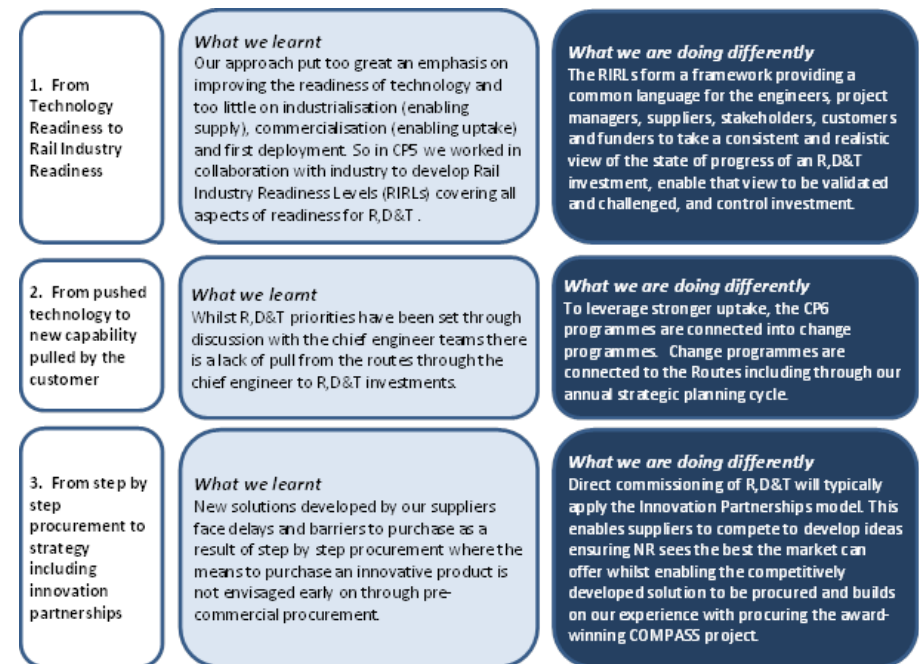 1. From
Technology
Readiness to
Rail Industry
Readiness
What we learnt
Our approach put too great an emphasis on
improving the readiness of technology and
too little on industrialisation (enabling
supply), commercialisation (enabling uptake)
and first deployment. So in CP5 we worked in
collaboration with industry to develop Rail
Industry Readiness Levels (RIRLs) covering all
aspects of readiness for R,D&T .
What we are doing differently
The RIRLs form a framework providing a
common language for the engineers, project
managers, suppliers, stakeholders, customers
and funders to take a consistent and realistic
view of the state of progress of an R,D&T
investment, enable that view to be validated
and challenged, and control investment.
2. From pushed
technology to
new capability
pulled by the
customer
What we learnt
Whilst R,D&T priorities have been set through
discussion with the chief engineer teams there
is a lack of pull from the routes through the
chief engineer to R,D&T investments.
What we are doing differently
To leverage stronger uptake, the CP6
programmes are connected into change
programmes. Change programmes are
connected to the Routes including through our
annual strategic planning cycle.
3. From step by
step
procurement to
strategy
including
innovation
partnerships
What we learnt
New solutions developed by our suppliers
face delays and barriers to purchase as a
result of step by step procurement where the
means to purchase an innovative product is
not envisaged early on through pre-
commercial procurement.
What we are doing differently
Direct commissioning of R,D&T will typically
apply the Innovation Partnerships model. This
enables suppliers to compete to develop ideas
ensuring NR sees the best the market can
offer whilst enabling the competitively
developed solution to be procured and builds
on our experience with procuring the award-
winning COMPASS project.